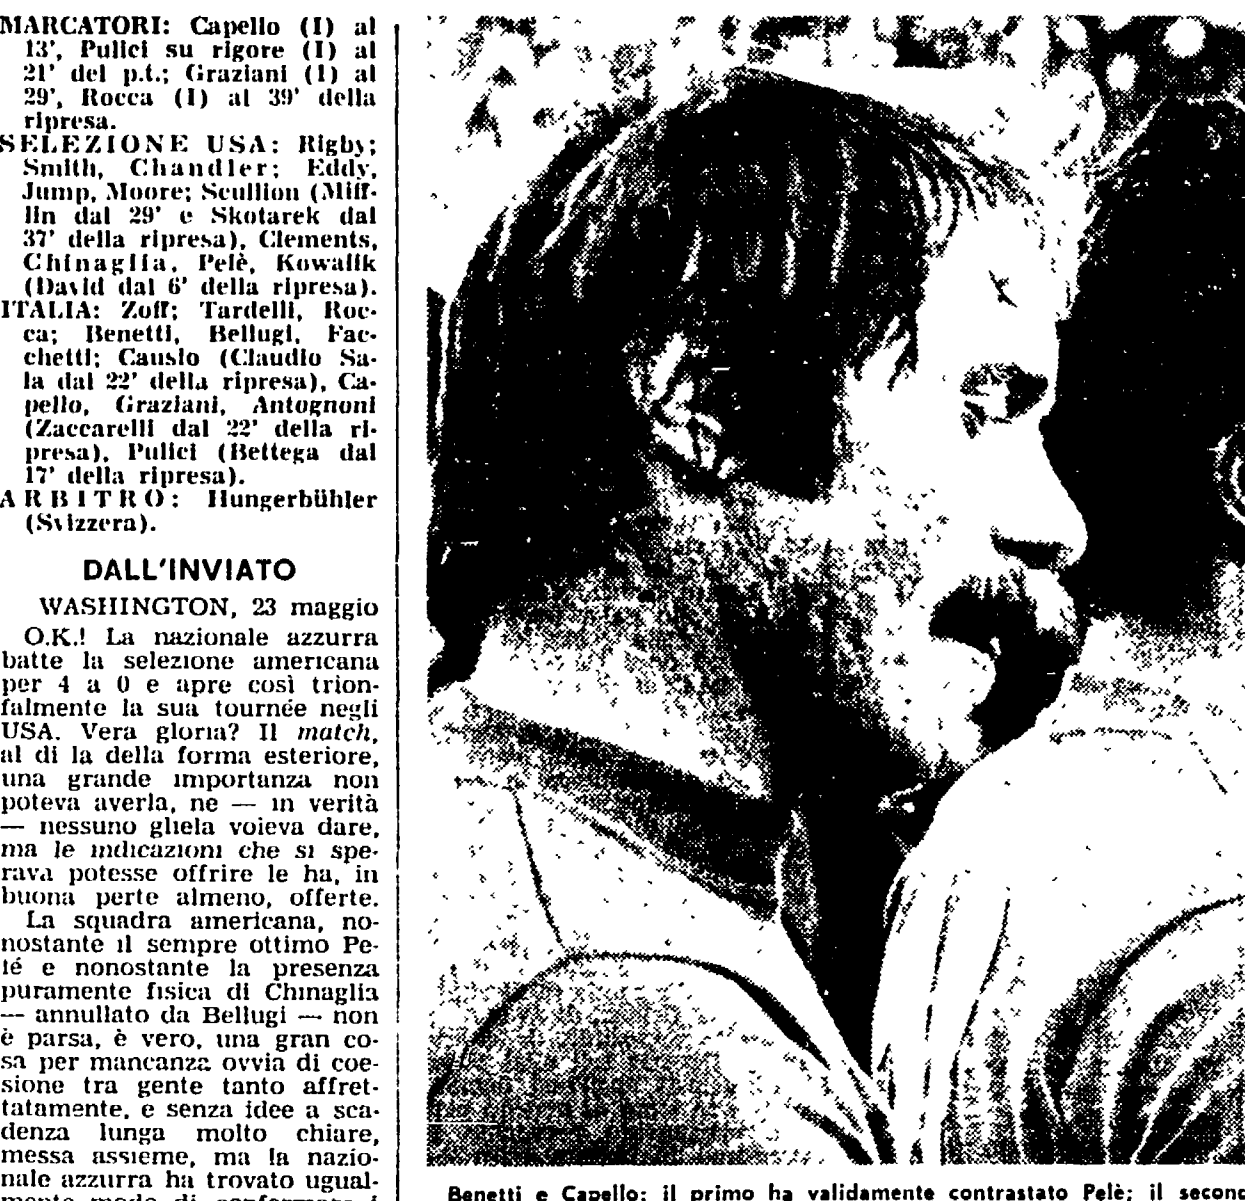 MARCATORI: Capello (I) al
13', Pulici su rigore (I) al
21' del p.t.; Graziani (I) al
29', Rocca (I) al 39' della
ripresa.
SELEZIONE USA: Rigby;
Smith, Chandler; Eddy,
Jump, Moore; Scullion (Miff-
lin dal 29' e Skotarek dal
37' della ripresa), Clements,
Chinaglia, Pelè, Kowalik
(David dal 6' della ripresa).
ITALIA: Zoff; Tardelli, Roc-
ca; Benetti, Bellugi, Fac-
chetti; Causio (Claudio Sa-
la dal 22' della ripresa), Ca-
pello, Graziani, Antognoni
(Zaccarelli dal 22' della ri-
presa), Pulici (Bettega dal
17' della ripresa).
ARBITRO: Hungerbühler
(Svizzera).
DALL'INVIATO
WASHINGTON, 23 maggio
O.K.! La nazionale azzurra
batte la selezione americana
per 4 a 0 e apre così trion-
falmente la sua tournée negli
USA. Vera gloria? Il match,
al di la della forma esteriore,
una grande importanza non
poteva averla, ne — in verità
— nessuno gliela voleva dare,
ma le indicazioni che si spe-
rava potesse offrire le ha, in
buona perte almeno, offerte.
La squadra americana, no-
nostante il sempre ottimo Pe-
lé e nonostante la presenza
puramente fisica di Chinaglia
— annullato da Bellugi — non
è parsa, è vero, una gran co-
sa per mancanza ovvia di coe-
sione tra gente tanto affret-
tatamente, e senza idee a sca-
denza lunga molto chiare,
messa assieme, ma la nazio-
nale azzurra ha trovato ugual-
Benetti e Capello: il primo ha validamente contrastato Pelè; il second